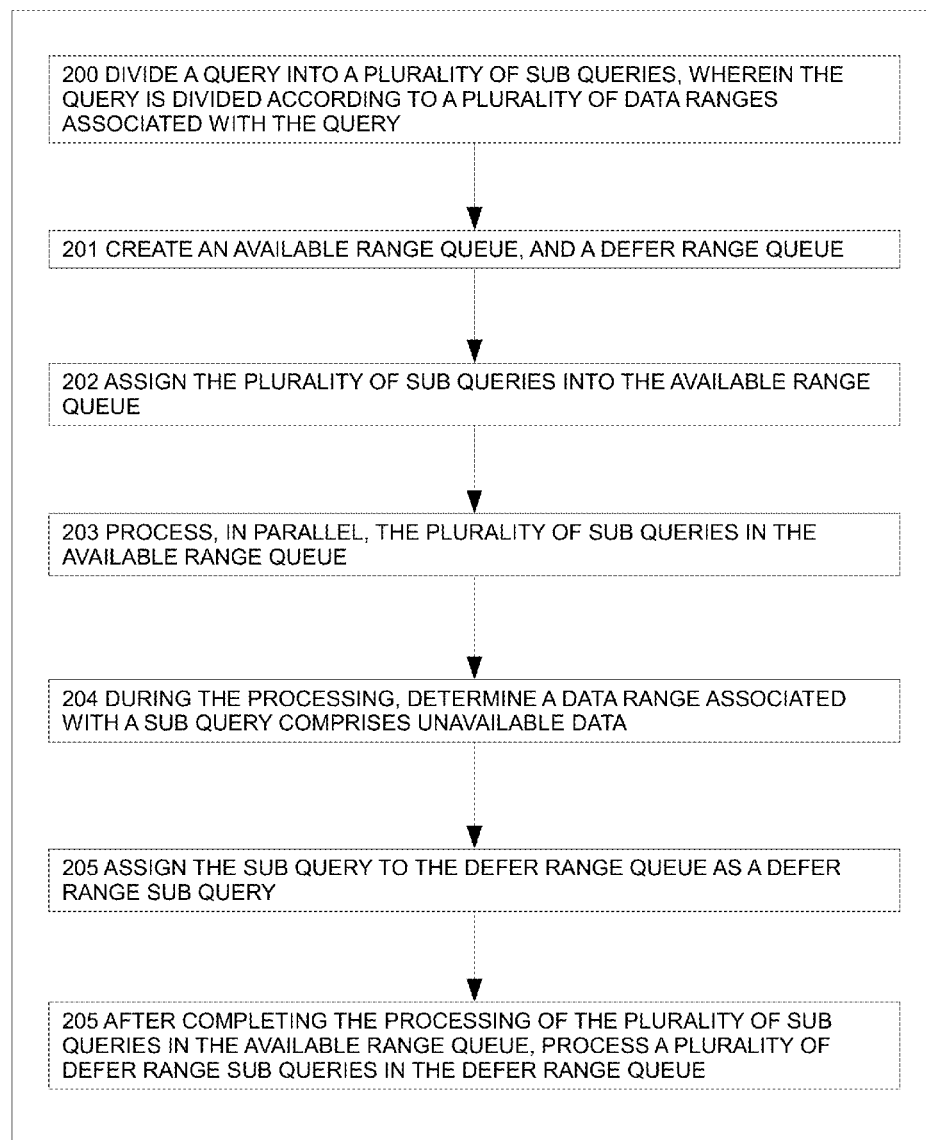 200 DIVIDE A QUERY INTO A PLURALITY OF SUB QUERIES, WHEREIN THE
QUERY IS DIVIDED ACCORDING TO A PLURALITY OF DATA RANGES
ASSOCIATED WITH THE QUERY
201 CREATE AN AVAILABLE RANGE QUEUE, AND A DEFER RANGE QUEUE
202 ASSIGN THE PLURALITY OF SUB QUERIES INTO THE AVAILABLE RANGE
QUEUE
203 PROCESS, IN PARALLEL, THE PLURALITY OF SUB QUERIES IN THE
AVAILABLE RANGE QUEUE
204 DURING THE PROCESSING, DETERMINE A DATA RANGE ASSOCIATED
WITH A SUB QUERY COMPRISES UNAVAILABLE DATA
205 ASSIGN THE SUB QUERY TO THE DEFER RANGE QUEUE AS A DEFER
RANGE SUB QUERY
205 AFTER COMPLETING THE PROCESSING OF THE PLURALITY OF SUB
QUERIES IN THE AVAILABLE RANGE QUEUE, PROCESS A PLURALITY OF
DEFER RANGE SUB QUERIES IN THE DEFER RANGE QUEUE